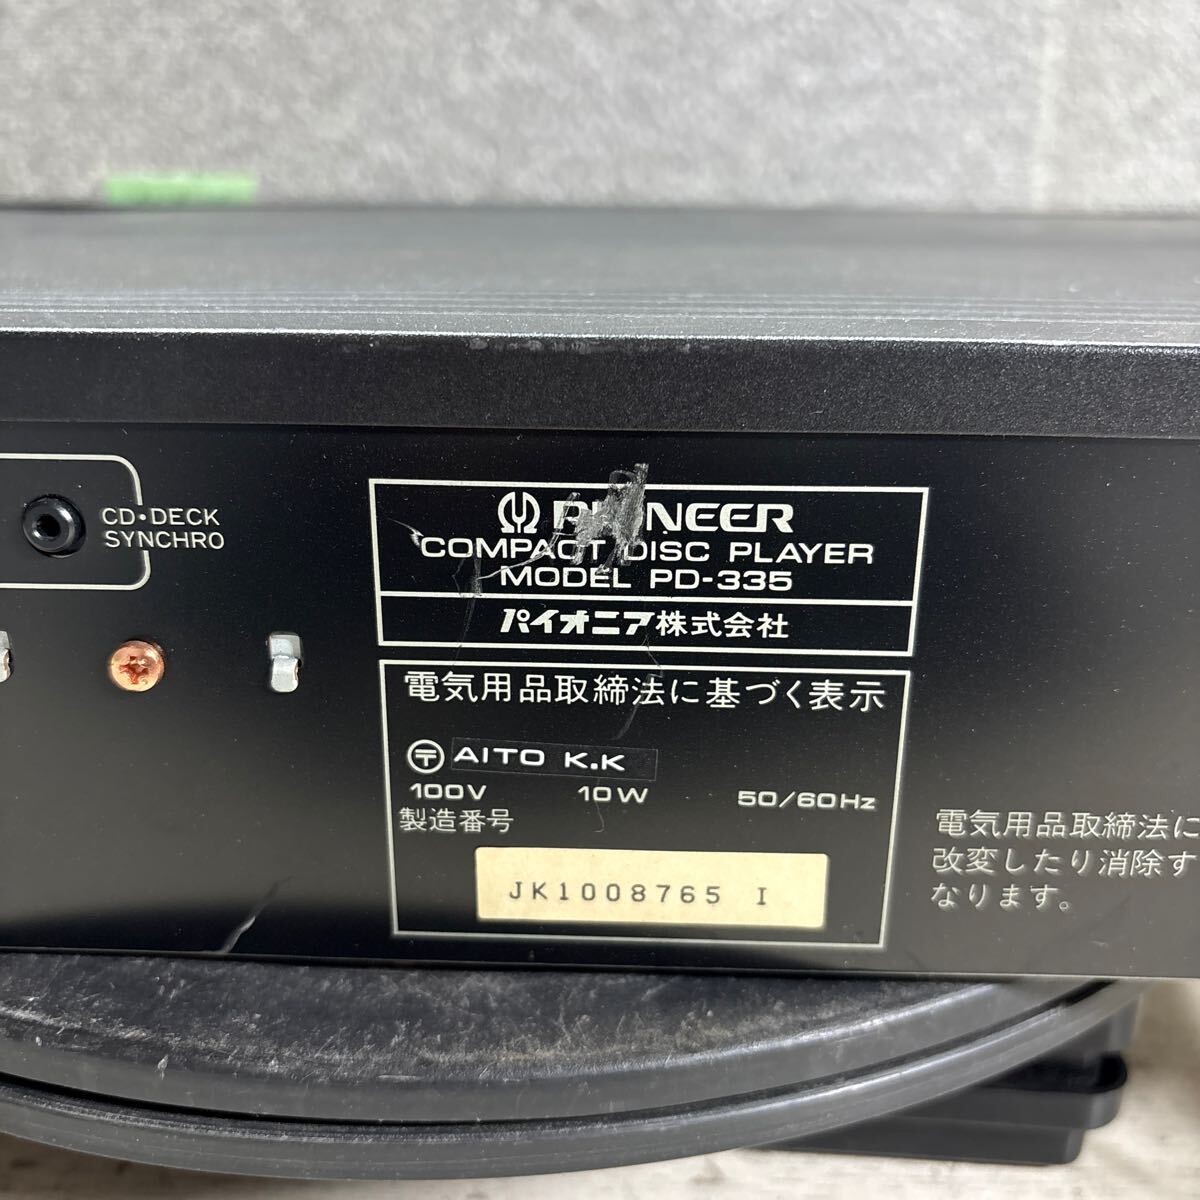 CD・DECK
SYNCHRO
PIONEER
COMPACT DISC PLAYER
MODEL PD-335
パイオニア株式会社
電気用品取締法に基づく表示
〒 AITO K.K
100V 10W 50/60Hz
製造番号
JK1008765 I
電気用品取締法に
改変したり消除す
なります。